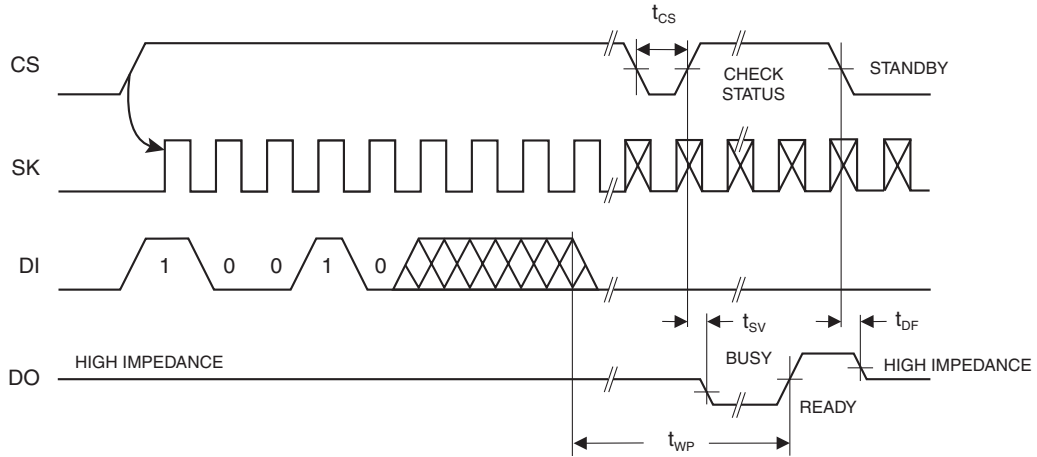 tCS
CS
CHECK
STATUS
STANDBY
SK
DI
1 0 0 1 0
tSV
tDF
HIGH IMPEDANCE
BUSY
HIGH IMPEDANCE
DO
READY
tWP